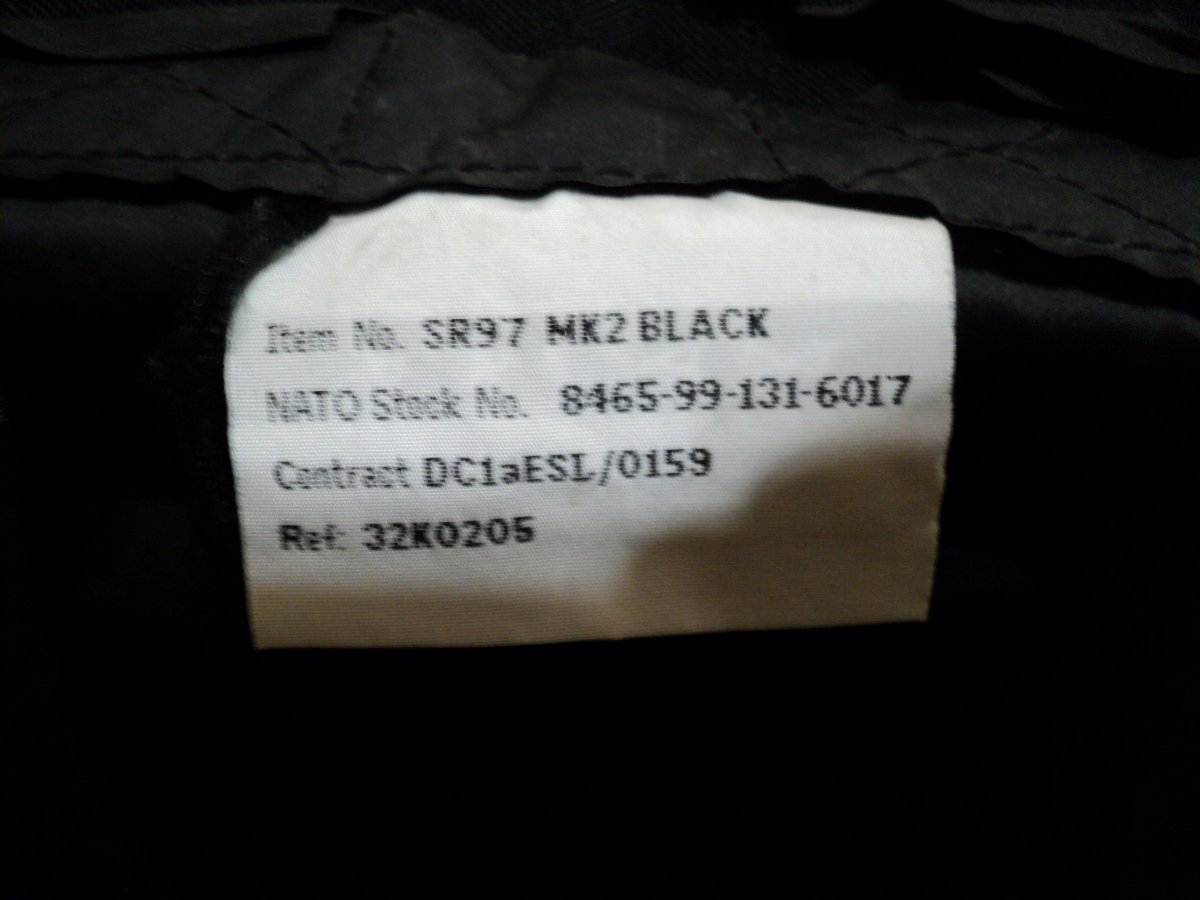 Item No. SR97 MK2 BLACK
NATO Stock No. 8465-99-131-6017
Contract DC1aESL/0159
Ref: 32K0205